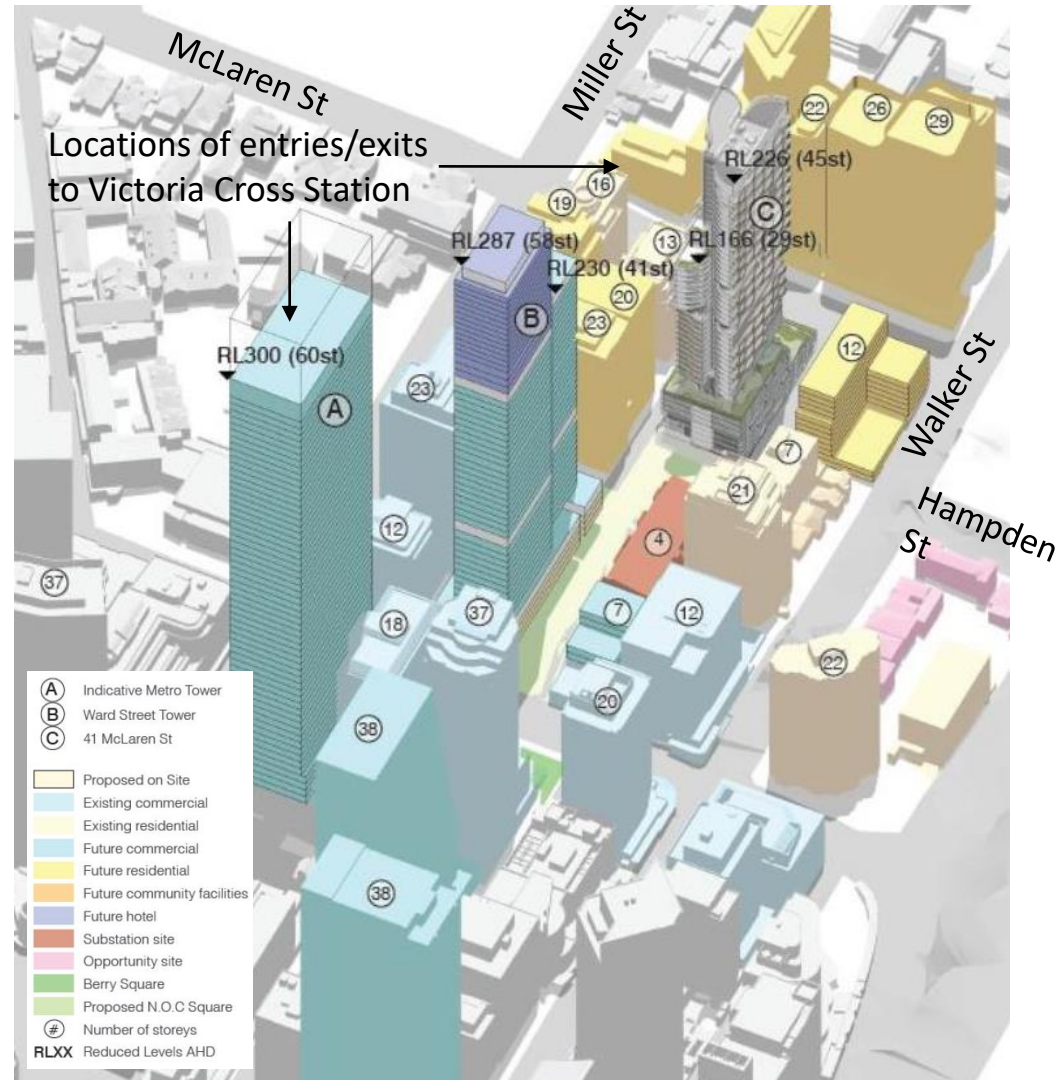 McLaren St
Miller St
Locations of entries/exits
to Victoria Cross Station
22
26
29
RL226 (45st)
16
19
C
13
RL166 (29st)
RL287 (58st)
RL230 (41st)
20
B
23
12
RL300 (60st)
23
A
Walker St
7
21
Hampden
St
12
4
37
7
12
37
18
22
20
38
38
A Indicative Metro Tower
B Ward Street Tower
C 41 McLaren St
Proposed on Site
Existing commercial
Existing residential
Future commercial
Future residential
Future community facilities
Future hotel
Substation site
Opportunity site
Berry Square
Proposed N.O.C Square
# Number of storeys
RLXX Reduced Levels AHD